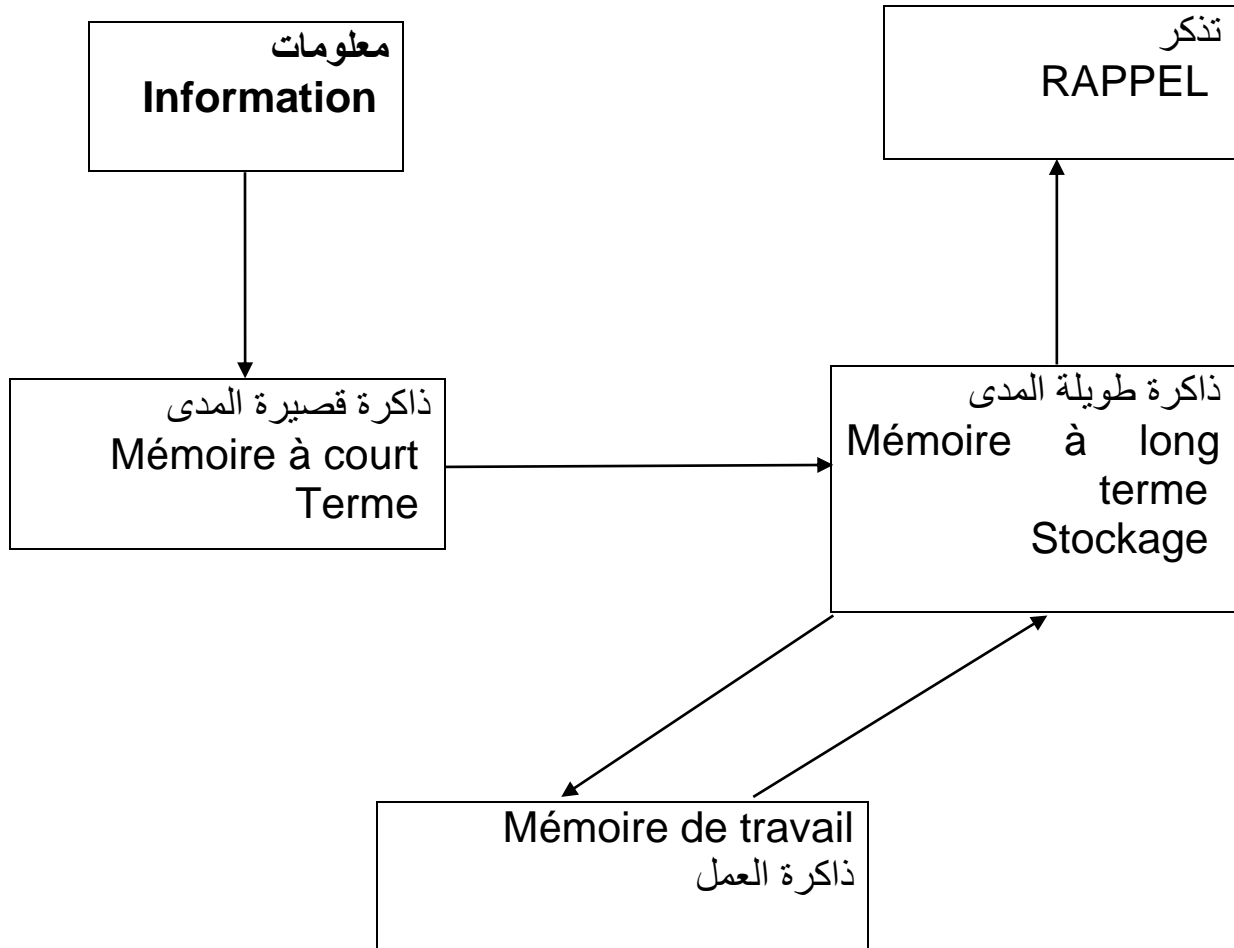 معلومات
Information
تذكر
RAPPEL
ذاكرة قصيرة المدى
Mémoire à court
Terme
ذاكرة طويلة المدى
Mémoire à long
terme
Stockage
Mémoire de travail
ذاكرة العمل